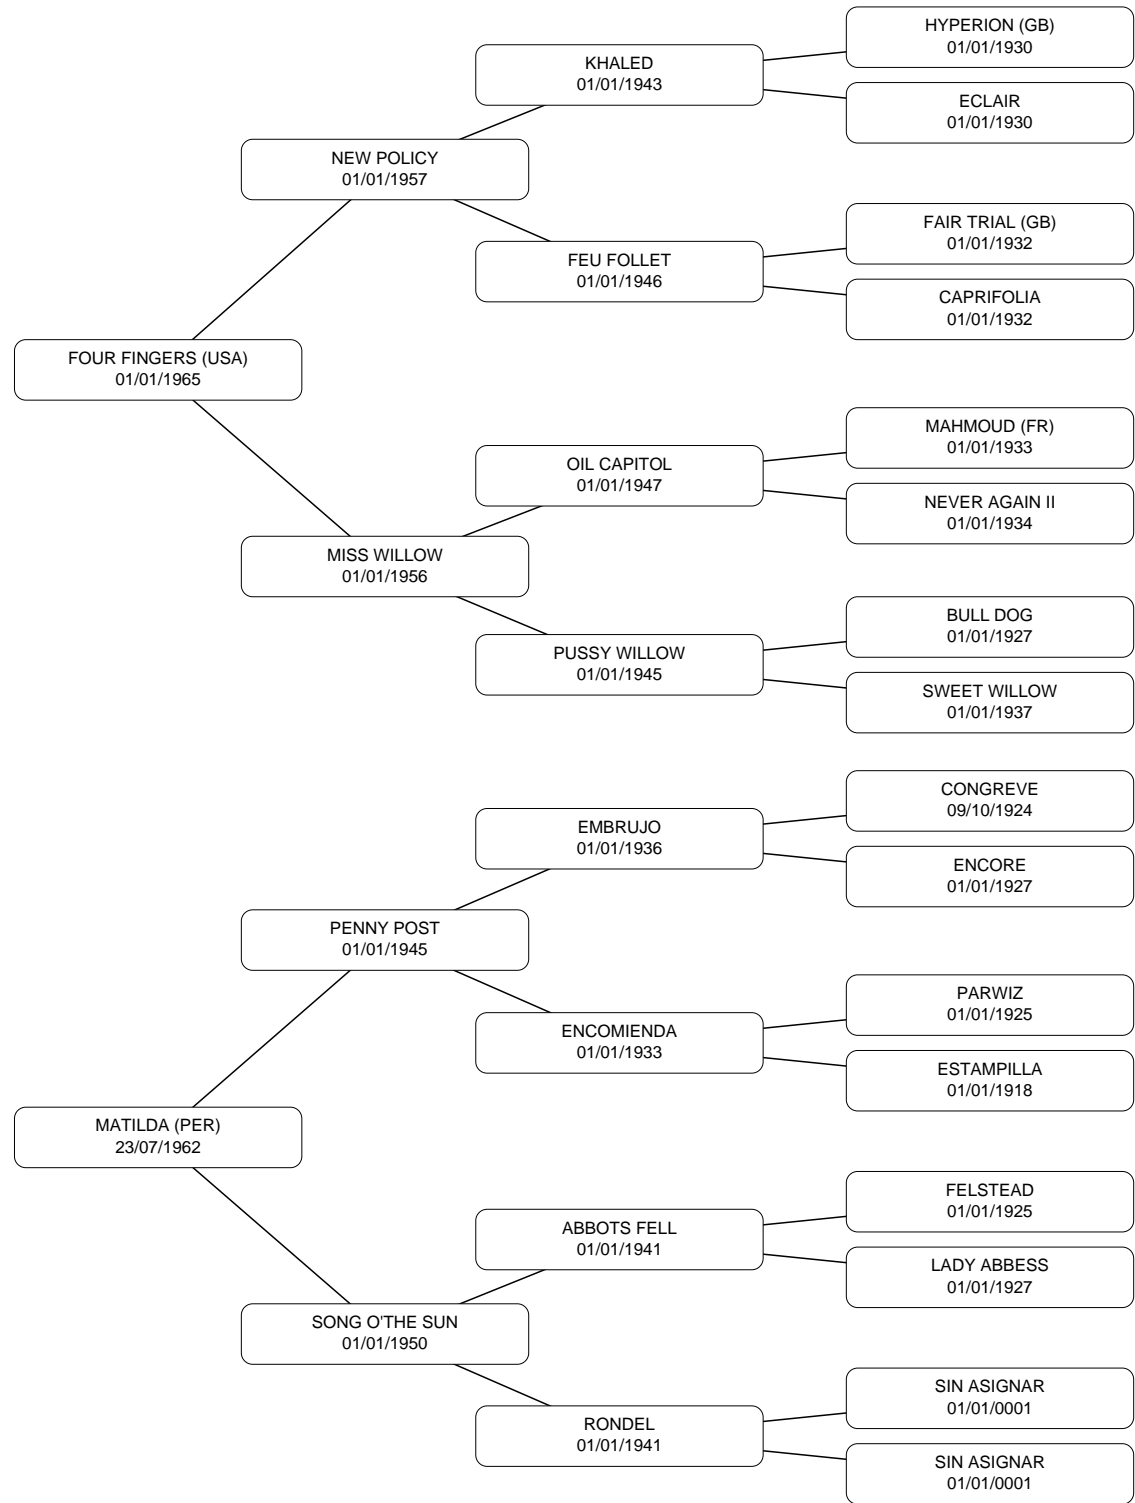 HYPERION (GB)
01/01/1930
KHALED
01/01/1943
ECLAIR
01/01/1930
NEW POLICY
01/01/1957
FAIR TRIAL (GB)
01/01/1932
FEU FOLLET
01/01/1946
CAPRIFOLIA
01/01/1932
FOUR FINGERS (USA)
01/01/1965
MAHMOUD (FR)
01/01/1933
OIL CAPITOL
01/01/1947
NEVER AGAIN II
01/01/1934
MISS WILLOW
01/01/1956
BULL DOG
01/01/1927
PUSSY WILLOW
01/01/1945
SWEET WILLOW
01/01/1937
CONGREVE
09/10/1924
EMBRUJO
01/01/1936
ENCORE
01/01/1927
PENNY POST
01/01/1945
PARWIZ
01/01/1925
ENCOMIENDA
01/01/1933
ESTAMPILLA
01/01/1918
MATILDA (PER)
23/07/1962
FELSTEAD
01/01/1925
ABBOTS FELL
01/01/1941
LADY ABBESS
01/01/1927
SONG O'THE SUN
01/01/1950
SIN ASIGNAR
01/01/0001
RONDEL
01/01/1941
SIN ASIGNAR
01/01/0001